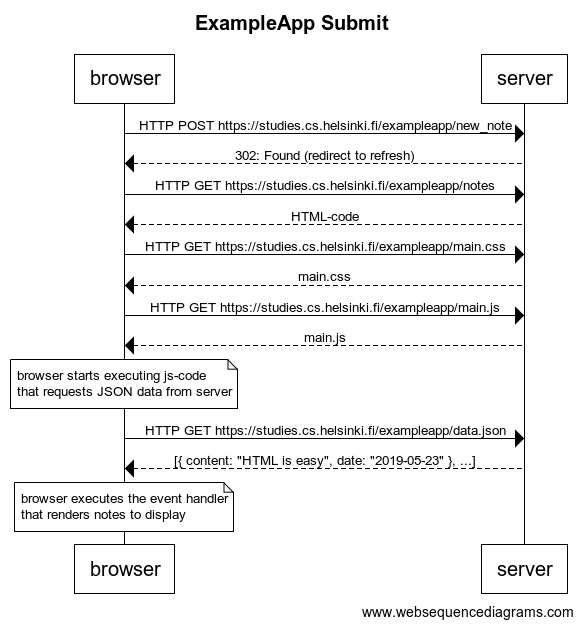 ExampleApp Submit
browser
server
HTTP POST https://studies.cs.helsinki.fi/exampleapp/new_note
302: Found (redirect to refresh)
HTTP GET https://studies.cs.helsinki.fi/exampleapp/notes
HTML-code
HTTP GET https://studies.cs.helsinki.fi/exampleapp/main.css
main.css
HTTP GET https://studies.cs.helsinki.fi/exampleapp/main.js
main.js
browser starts executing js-code
that requests JSON data from server
HTTP GET https://studies.cs.helsinki.fi/exampleapp/data.json
[{ content: "HTML is easy", date: "2019-05-23" }, ...]
browser executes the event handler
that renders notes to display
browser
server
www.websequencediagrams.com